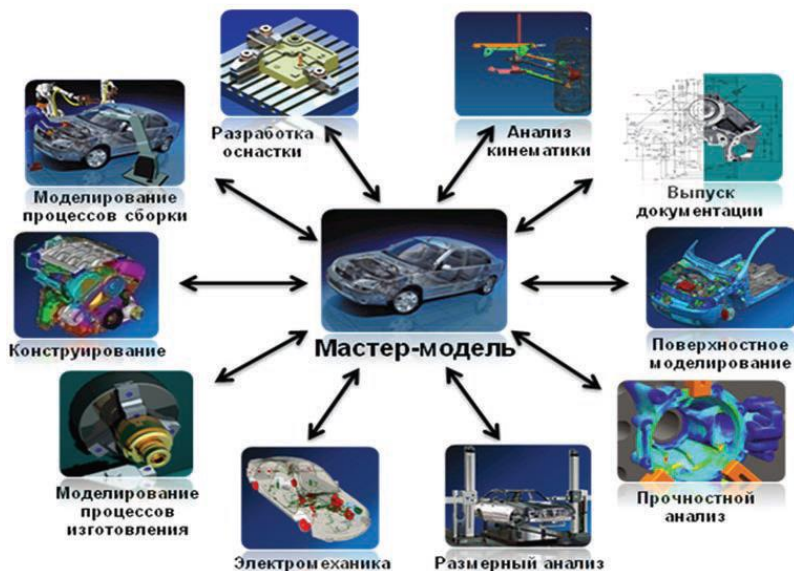 Разработка
оснастки
Анализ
кинематики
Моделирование
процессов сборки
Выпуск
документации
Конструирование
Мастер-модель
Поверхностное
моделирование
Моделирование
процессов
изготовления
Электромеханика
Размерный анализ
Прочностной
анализ